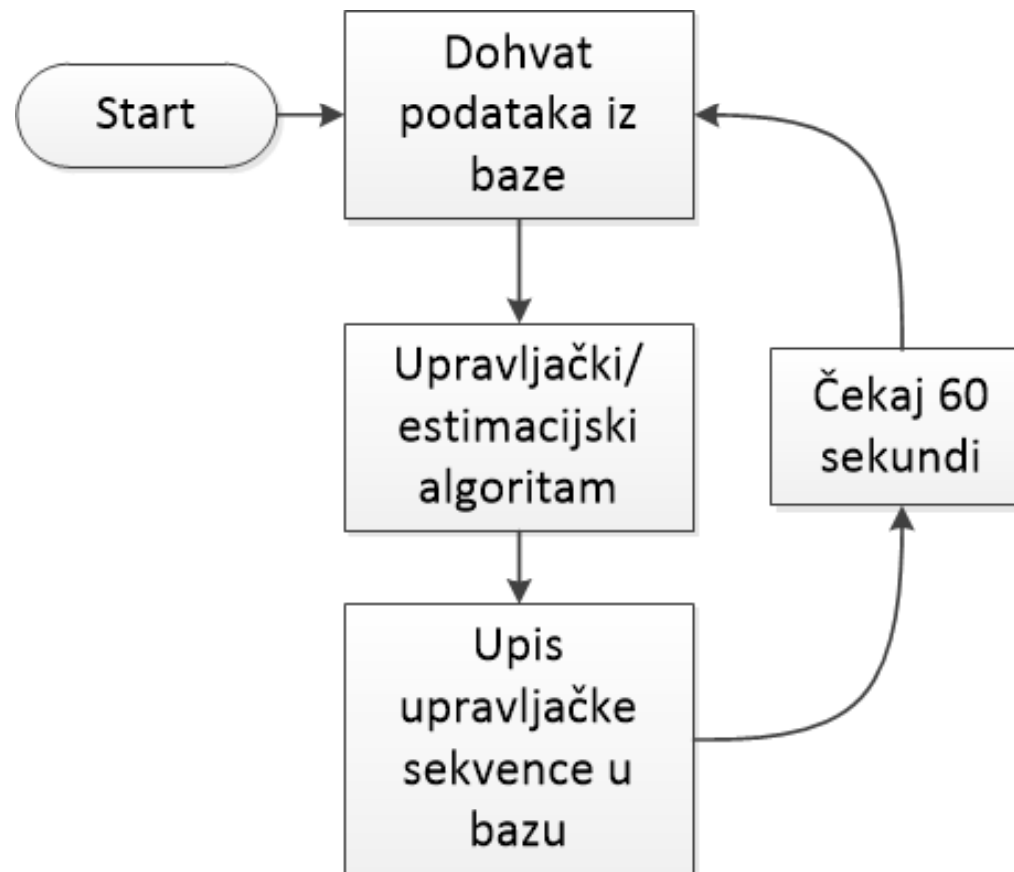 Start
Dohvat
podataka iz
baze
Upravljački/
estimacijski
algoritam
Upis
upravljačke
sekvence u
bazu
Čekaj 60
sekundi